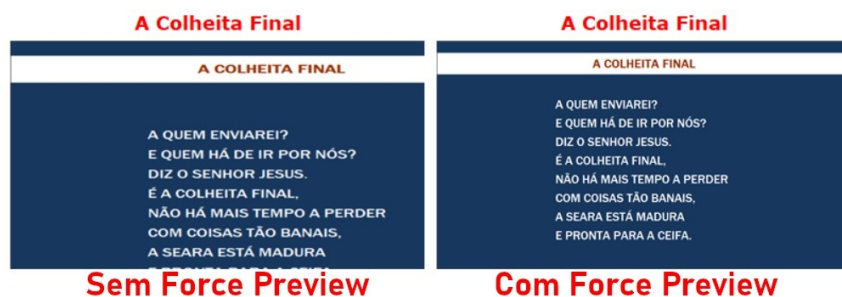 A Colheita Final
A COLHEITA FINAL
A QUEM ENVIAREI?
E QUEM HÁ DE IR POR NÓS?
DIZ O SENHOR JESUS.
É A COLHEITA FINAL,
NÃO HÁ MAIS TEMPO A PERDER
COM COISAS TÃO BANAIS,
A SEARA ESTÁ MADURA
E PRONTA PARA A CEIFA.
Sem Force Preview
A Colheita Final
A COLHEITA FINAL
A QUEM ENVIAREI?
E QUEM HÁ DE IR POR NÓS?
DIZ O SENHOR JESUS.
É A COLHEITA FINAL,
NÃO HÁ MAIS TEMPO A PERDER
COM COISAS TÃO BANAIS,
A SEARA ESTÁ MADURA
E PRONTA PARA A CEIFA.
Com Force Preview